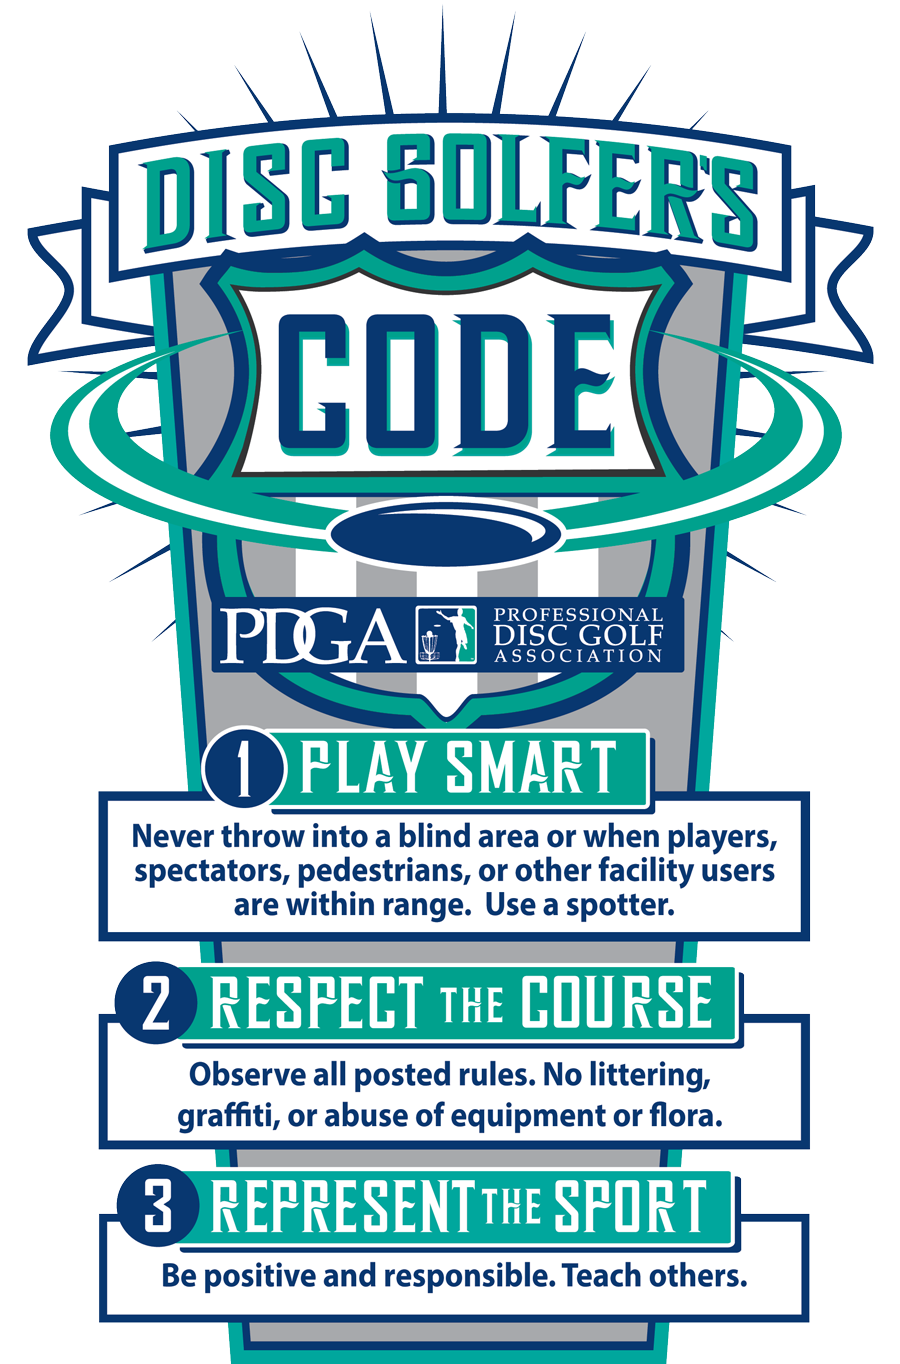 DISC GOLFER'S
CODE
PDGA
PROFESSIONAL
DISC GOLF
ASSOCIATION
1 PLAY SMART
Never throw into a blind area or when players,
spectators, pedestrians, or other facility users
are within range.  Use a spotter.
2 RESPECT THE COURSE
Observe all posted rules. No littering,
graffiti, or abuse of equipment or flora.
3 REPRESENT THE SPORT
Be positive and responsible. Teach others.